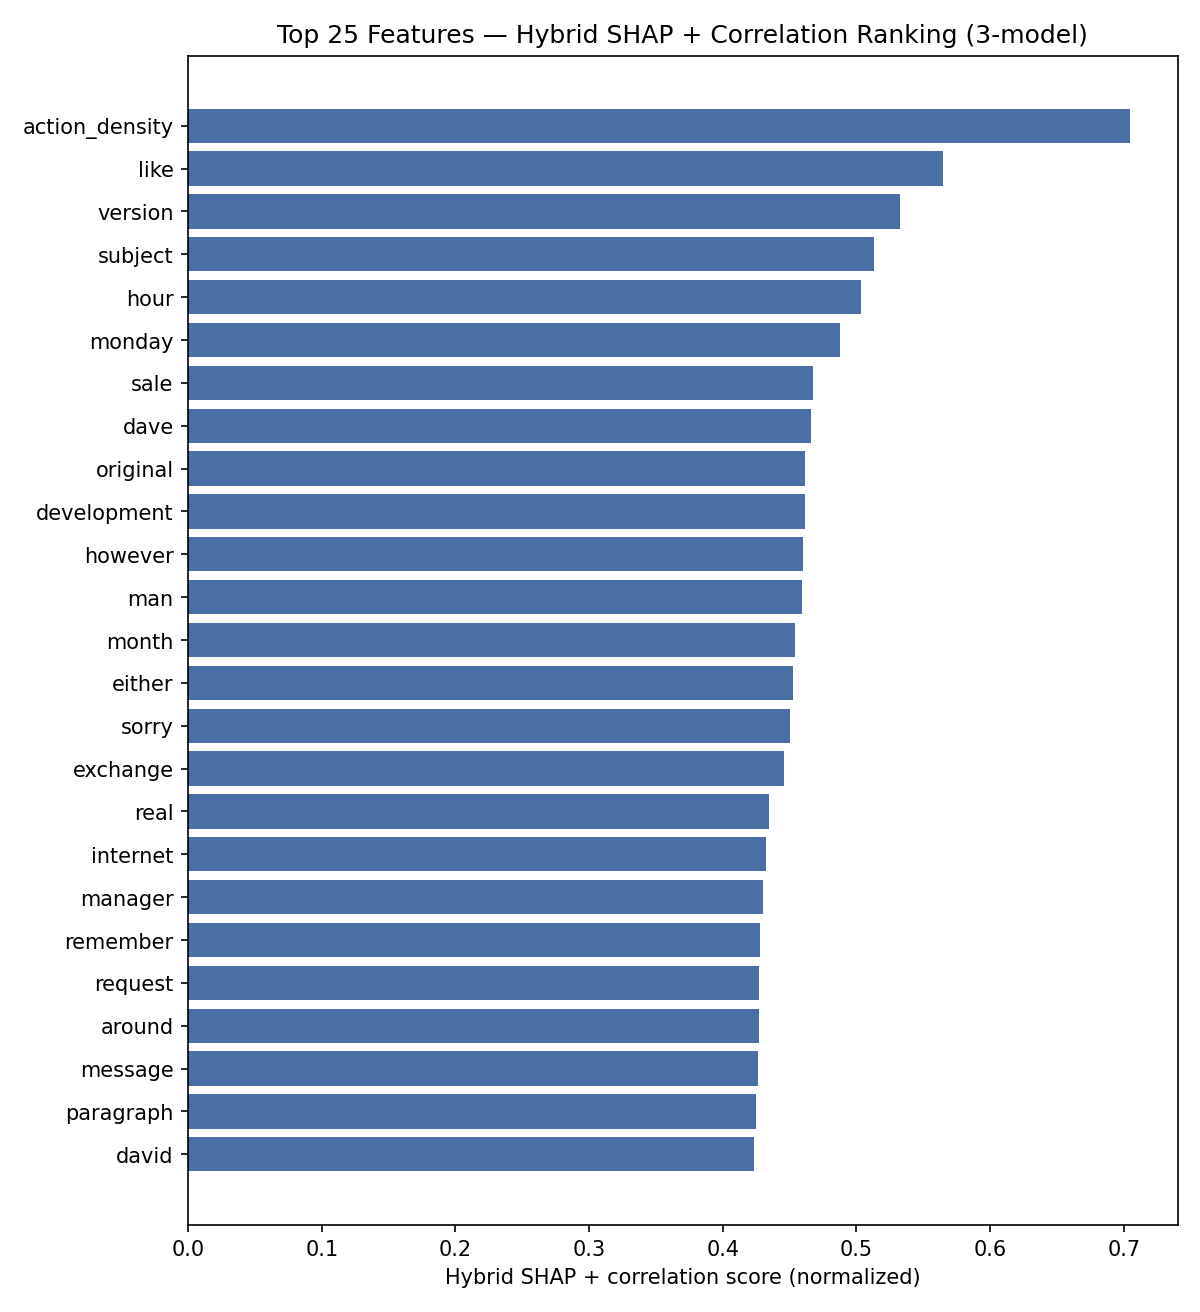 Top 25 Features — Hybrid SHAP + Correlation Ranking (3-model)
action_density
like
version
subject
hour
monday
sale
dave
original
development
however
man
month
either
sorry
exchange
real
internet
manager
remember
request
around
message
paragraph
david
0.0 0.1 0.2 0.3 0.4 0.5 0.6 0.7
Hybrid SHAP + correlation score (normalized)